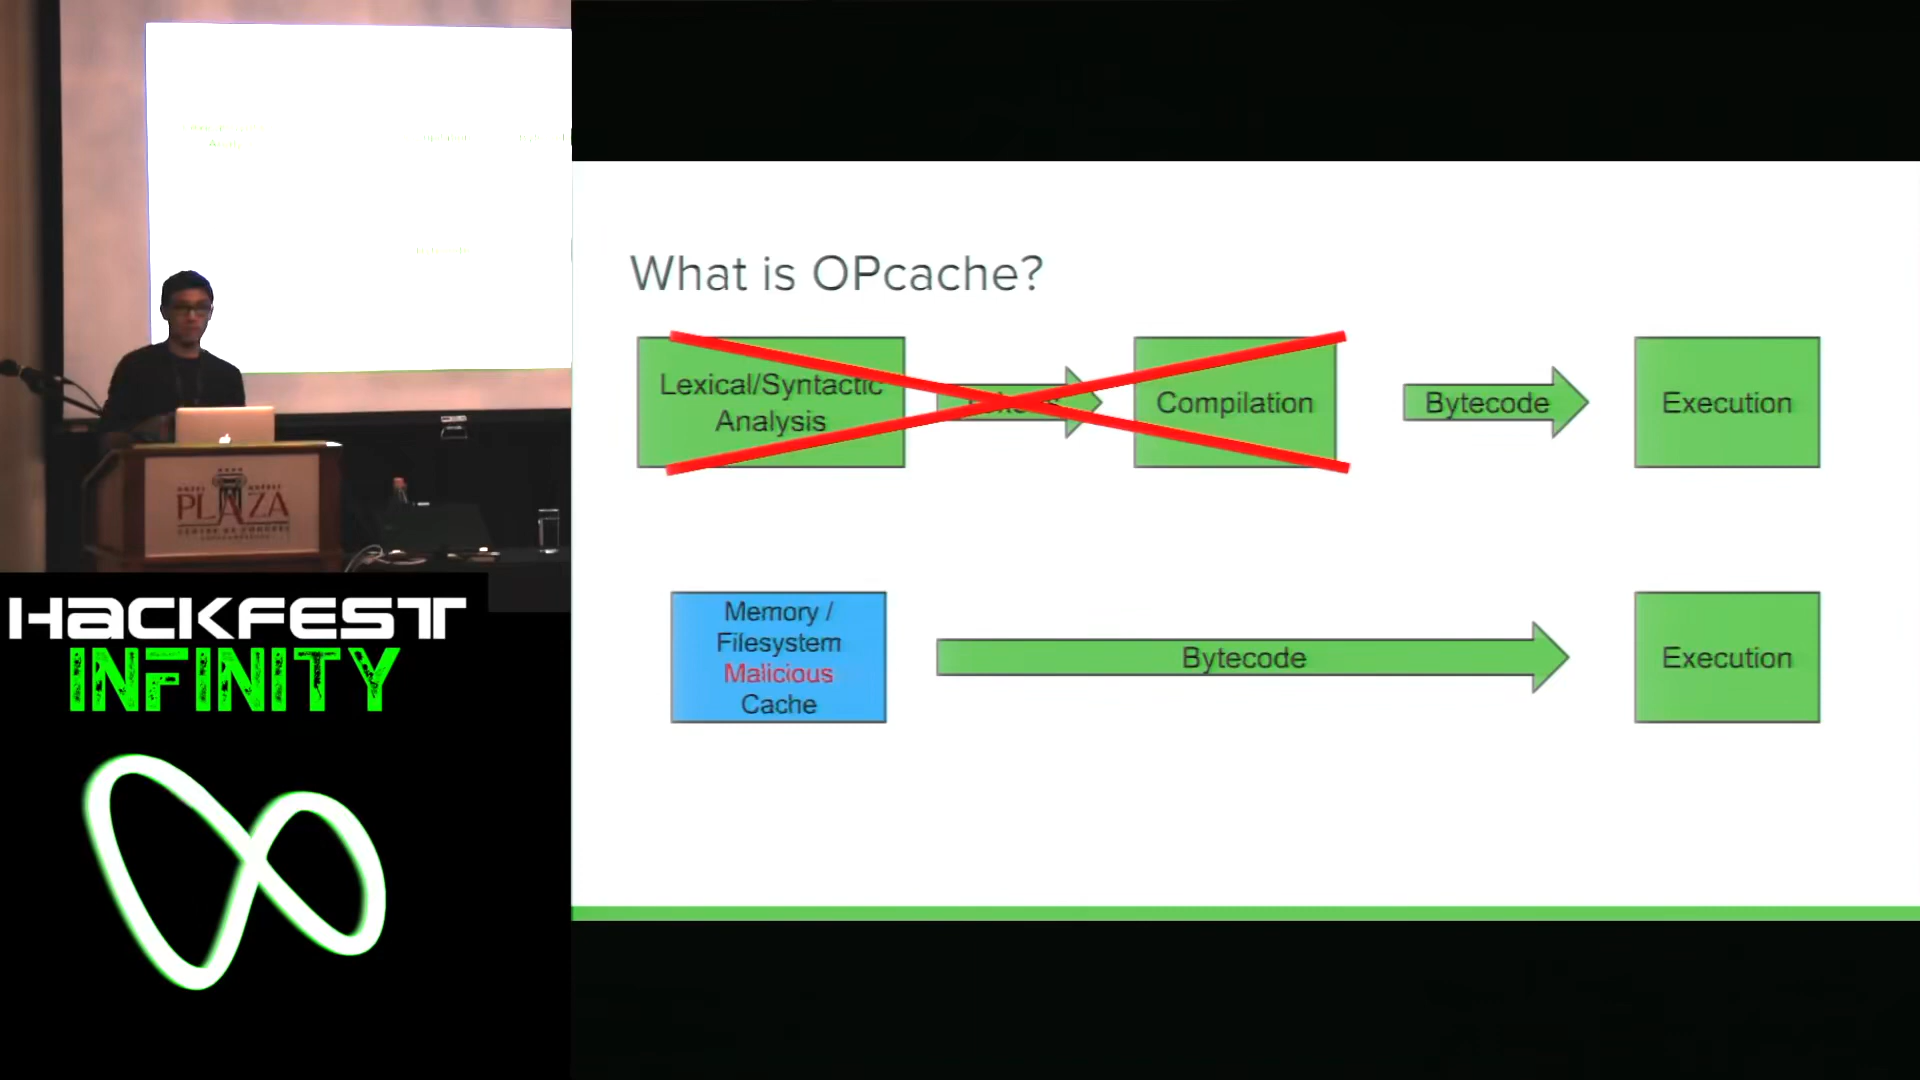 What is OPcache?
Lexical/Syntactic
Analysis
Compilation
Bytecode
Execution
Memory /
Filesystem
Malicious
Cache
Bytecode
Execution
PLAZA
HACKFEST
INFINITY